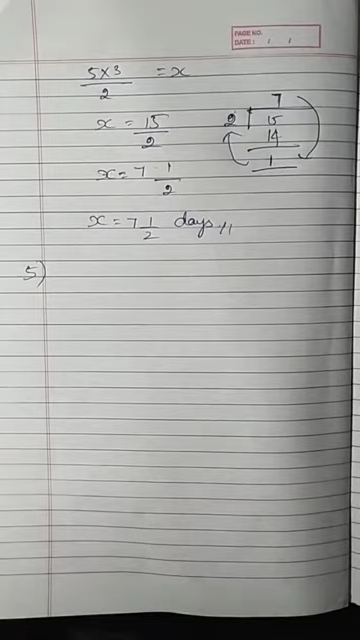 PAGE NO.
DATE: / /
5×3/2 = x
x = 15/2
x = 7 1/2
x = 7 1/2 days //
7
2 15
14
1
5)